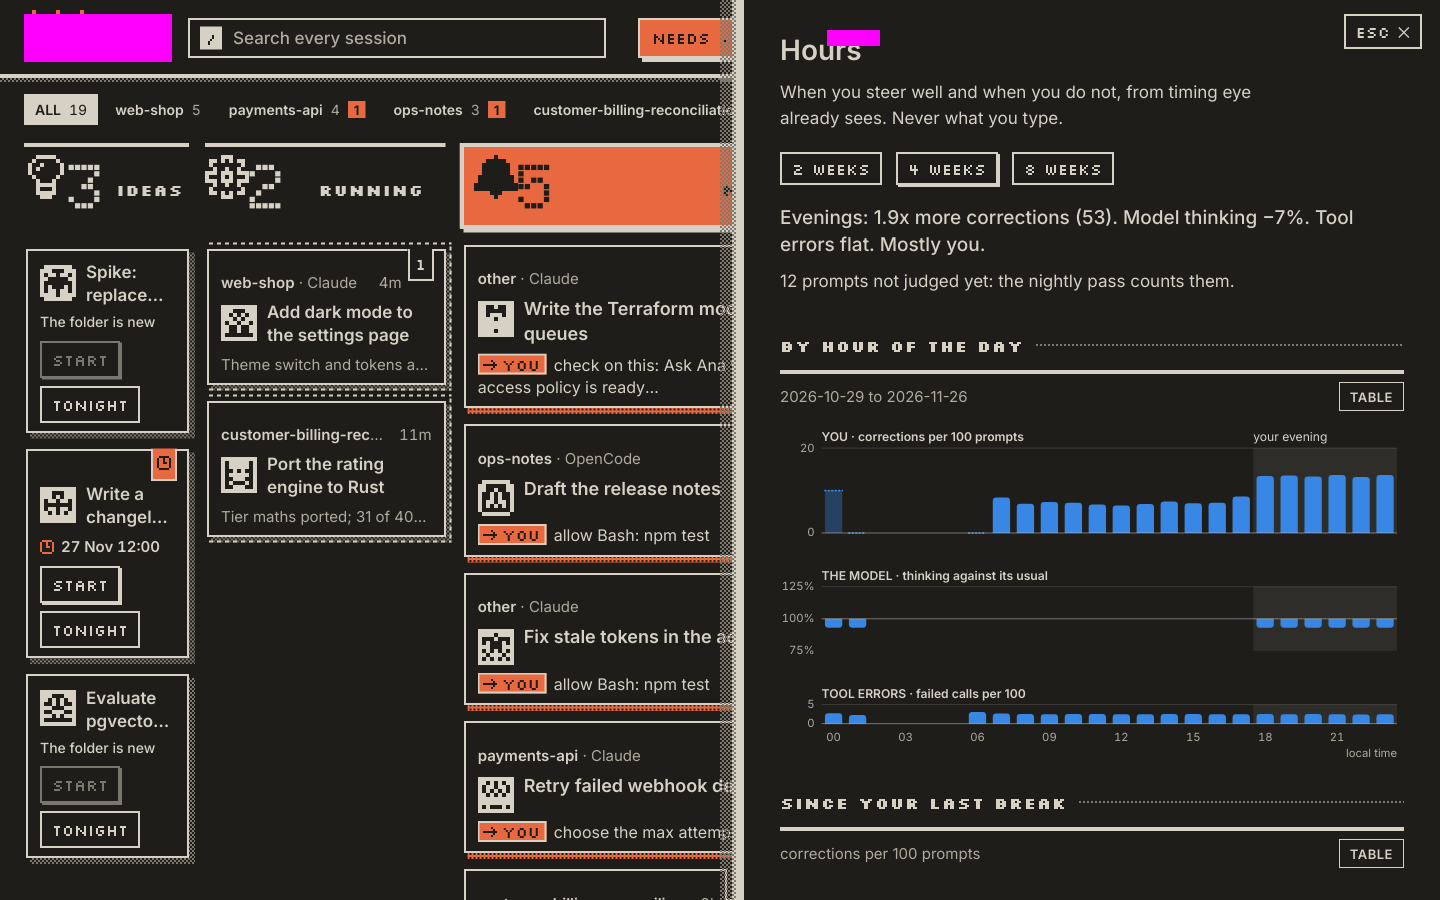 Search every session
NEEDS
ALL 19
web-shop 5
payments-api 4 1
ops-notes 3 1
3 IDEAS
2 RUNNING
5
Spike:
replace…
The folder is new
START
TONIGHT
Write a
changel…
27 Nov 12:00
START
TONIGHT
Evaluate
pgvecto…
The folder is new
START
TONIGHT
1
web-shop · Claude 4m
Add dark mode to
the settings page
Theme switch and tokens a…
customer-billing-rec… 11m
Port the rating
engine to Rust
Tier maths ported; 31 of 40…
other · Claude
Write the Terraform
queues
→ YOU check on this: Ask Ana
access policy is ready…
ops-notes · OpenCode
Draft the release notes
→ YOU allow Bash: npm test
other · Claude
Fix stale tokens in the
→ YOU allow Bash: npm test
payments-api · Claude
Retry failed webhook
→ YOU choose the max
ESC ×
Hours
When you steer well and when you do not, from timing eye
already sees. Never what you type.
2 WEEKS
4 WEEKS
8 WEEKS
Evenings: 1.9x more corrections (53). Model thinking −7%. Tool
errors flat. Mostly you.
12 prompts not judged yet: the nightly pass counts them.
BY HOUR OF THE DAY
2026-10-29 to 2026-11-26
TABLE
YOU · corrections per 100 prompts
your evening
20
0
THE MODEL · thinking against its usual
125%
100%
75%
TOOL ERRORS · failed calls per 100
5
0
00 03 06 09 12 15 18 21
local time
SINCE YOUR LAST BREAK
corrections per 100 prompts
TABLE